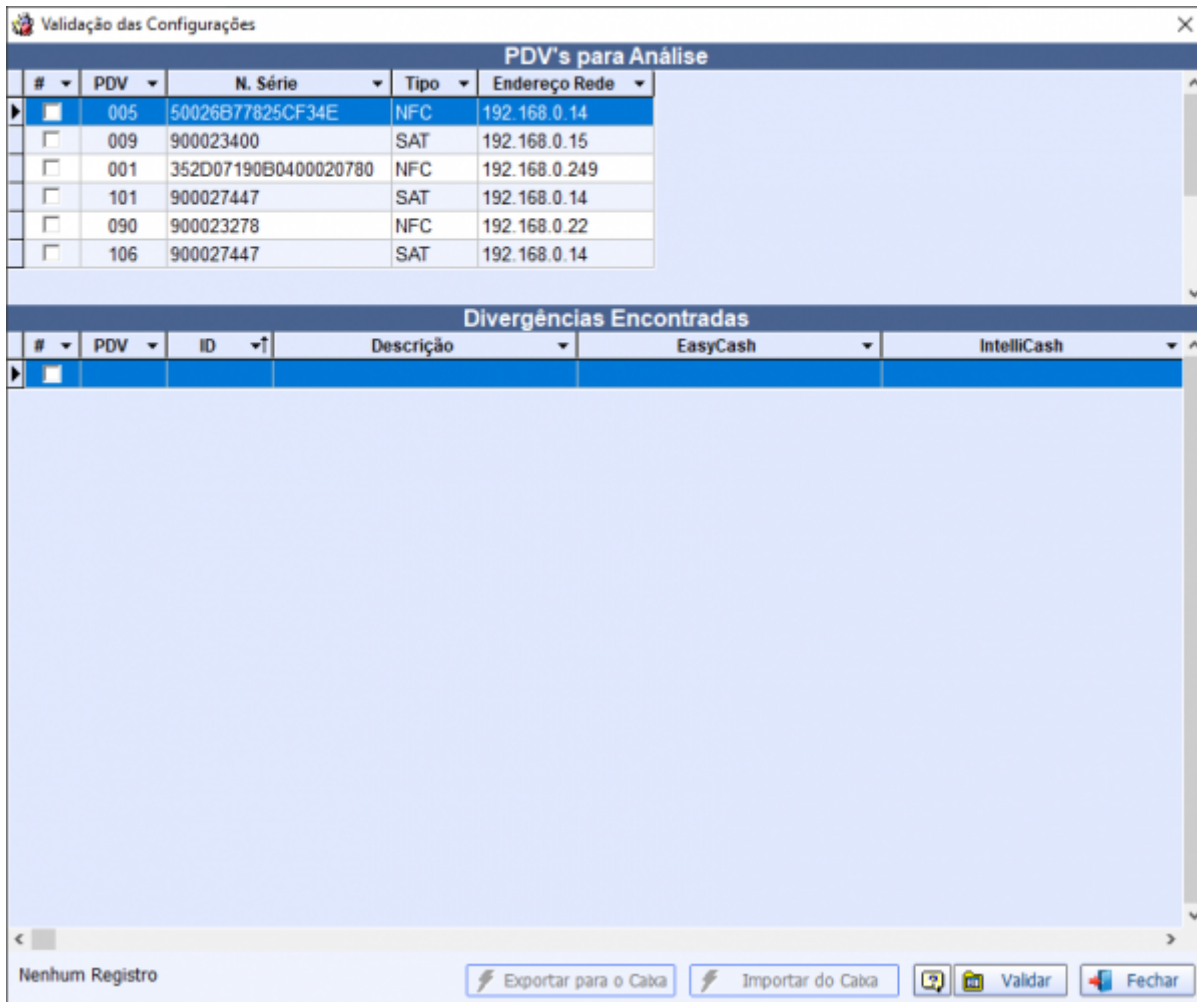 Validação das Configurações
PDV's para Análise
# PDV N. Série Tipo Endereço Rede
005 50026B77825CF34E NFC 192.168.0.14
009 900023400 SAT 192.168.0.15
001 352D07190B0400020780 NFC 192.168.0.249
101 900027447 SAT 192.168.0.14
090 900023278 NFC 192.168.0.22
106 900027447 SAT 192.168.0.14
Divergências Encontradas
# PDV ID Descrição EasyCash IntelliCash
Nenhum Registro Exportar para o Caixa Importar do Caixa Validar Fechar